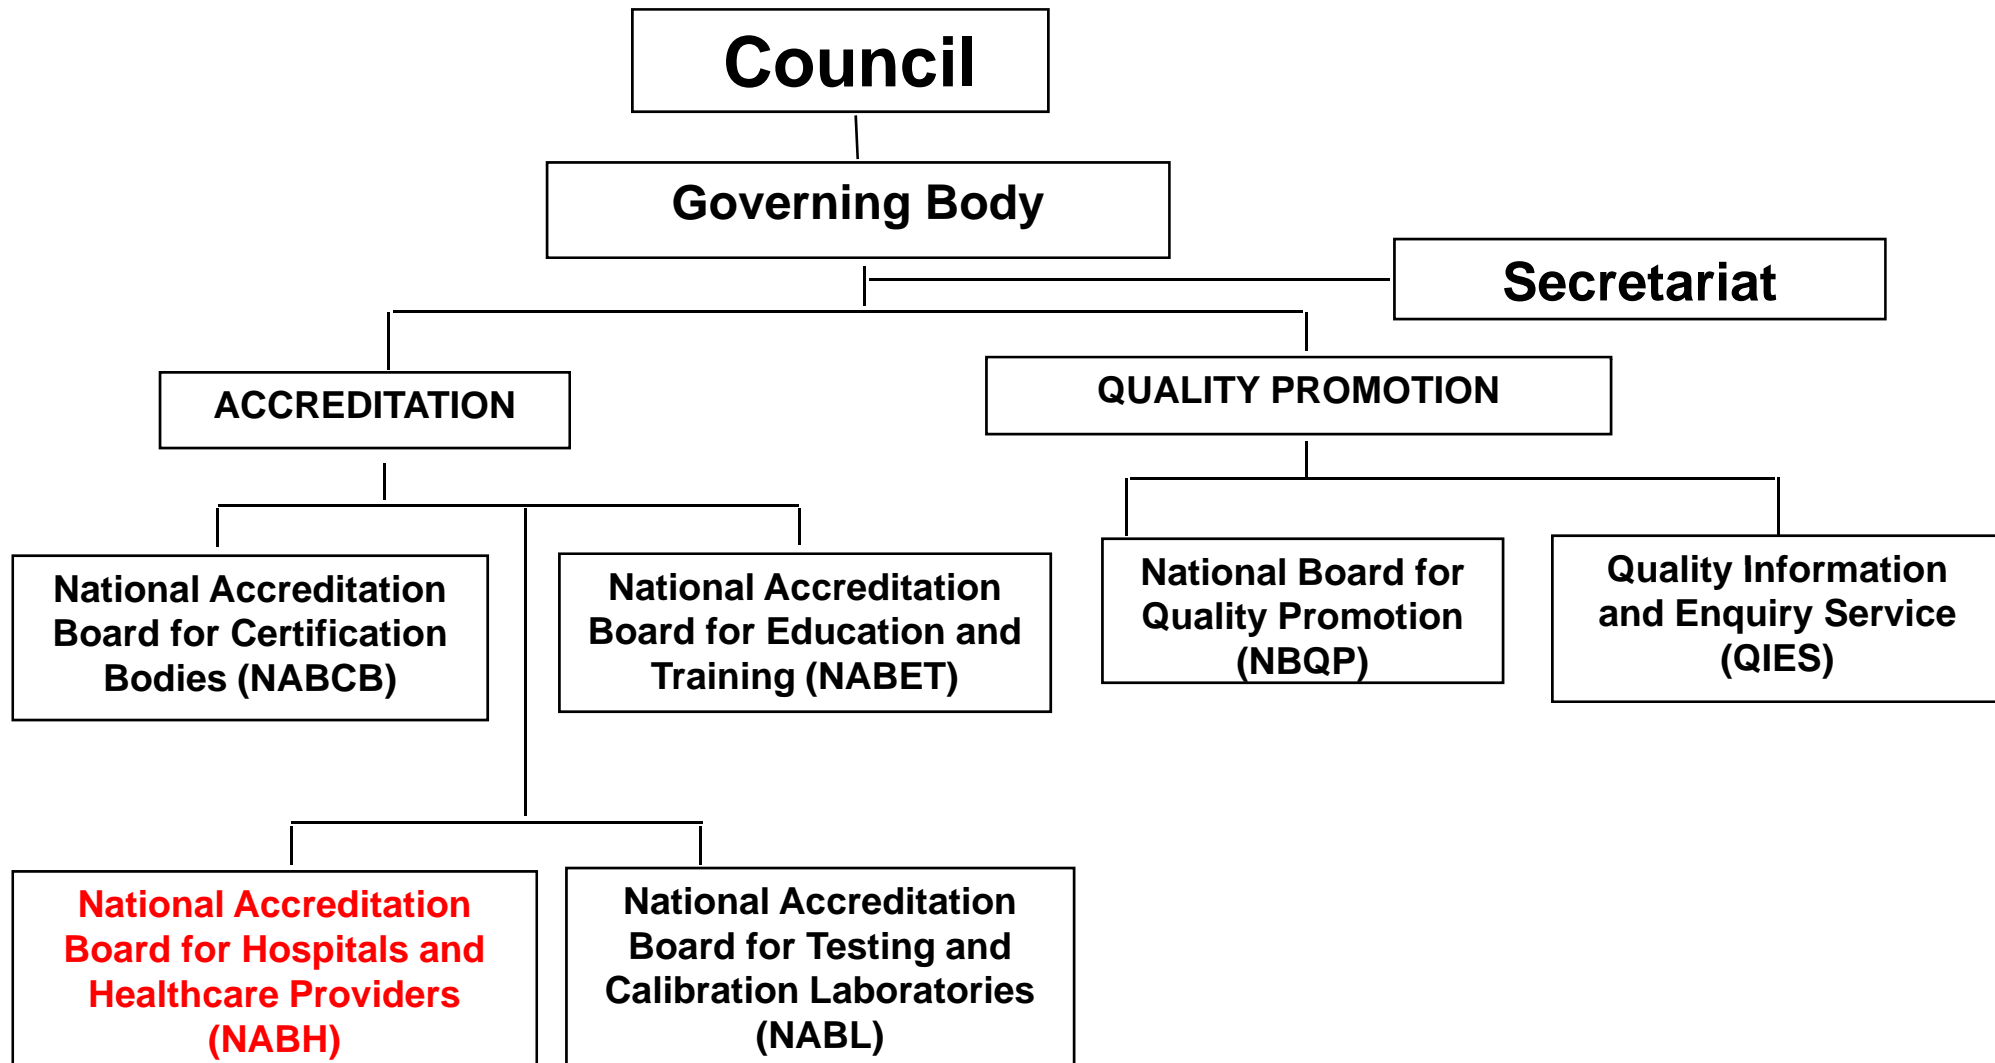 Council
Governing Body
Secretariat
ACCREDITATION
QUALITY PROMOTION
National Accreditation
Board for Certification
Bodies (NABCB)
National Accreditation
Board for Education and
Training (NABET)
National Board for
Quality Promotion
(NBQP)
Quality Information
and Enquiry Service
(QIES)
National Accreditation
Board for Hospitals and
Healthcare Providers
(NABH)
National Accreditation
Board for Testing and
Calibration Laboratories
(NABL)